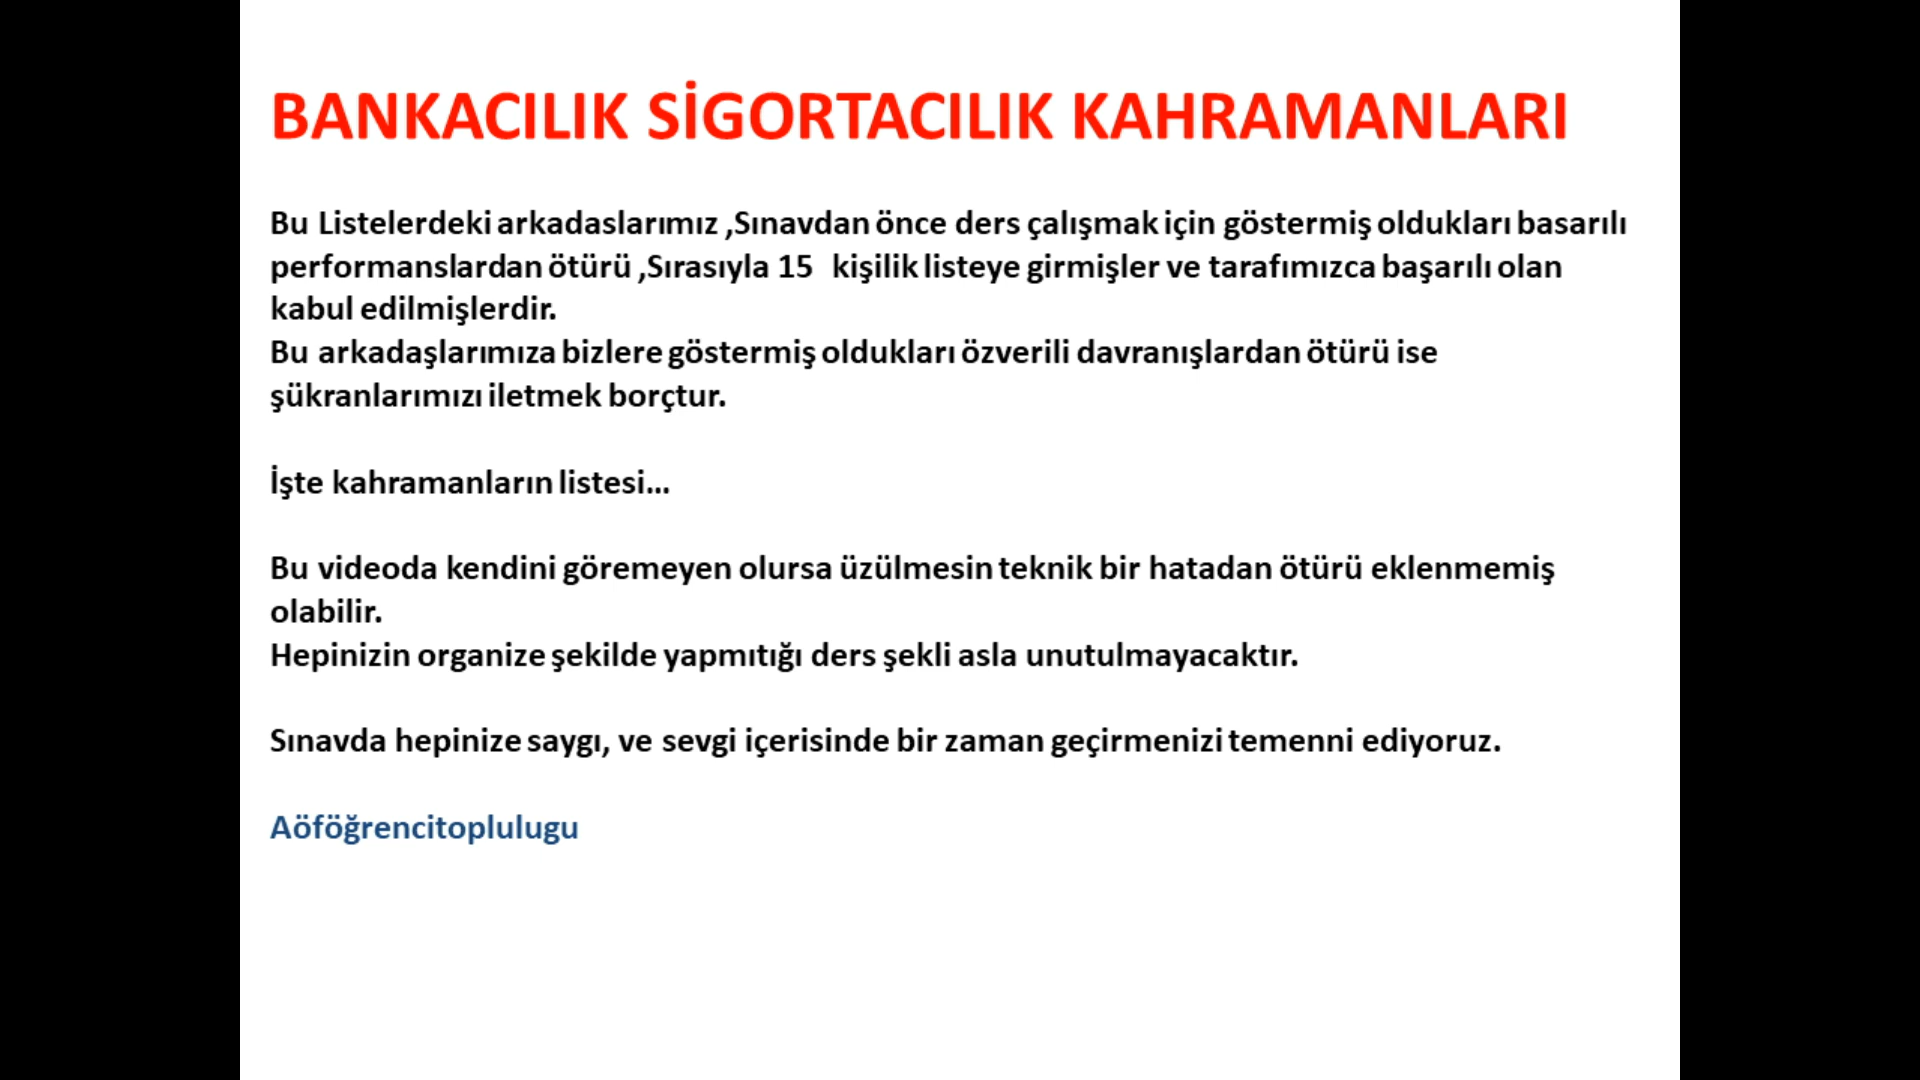 BANKACILIK SİGORTACILIK KAHRAMANLARI
Bu Listelerdeki arkadaslarımız ,Sınavdan önce ders çalışmak için göstermiş oldukları basarılı
performanslardan ötürü ,Sırasıyla 15 kişilik listeye girmişler ve tarafımızca başarılı olan
kabul edilmişlerdir.
Bu arkadaşlarımıza bizlere göstermiş oldukları özverili davranışlardan ötürü ise
şükranlarımızı iletmek borçtur.
İşte kahramanların listesi...
Bu videoda kendini göremeyen olursa üzülmesin teknik bir hatadan ötürü eklenmemiş
olabilir.
Hepinizin organize şekilde yapmıtığı ders şekli asla unutulmayacaktır.
Sınavda hepinize saygı, ve sevgi içerisinde bir zaman geçirmenizi temenni ediyoruz.
Aöföğrencitoplulugu